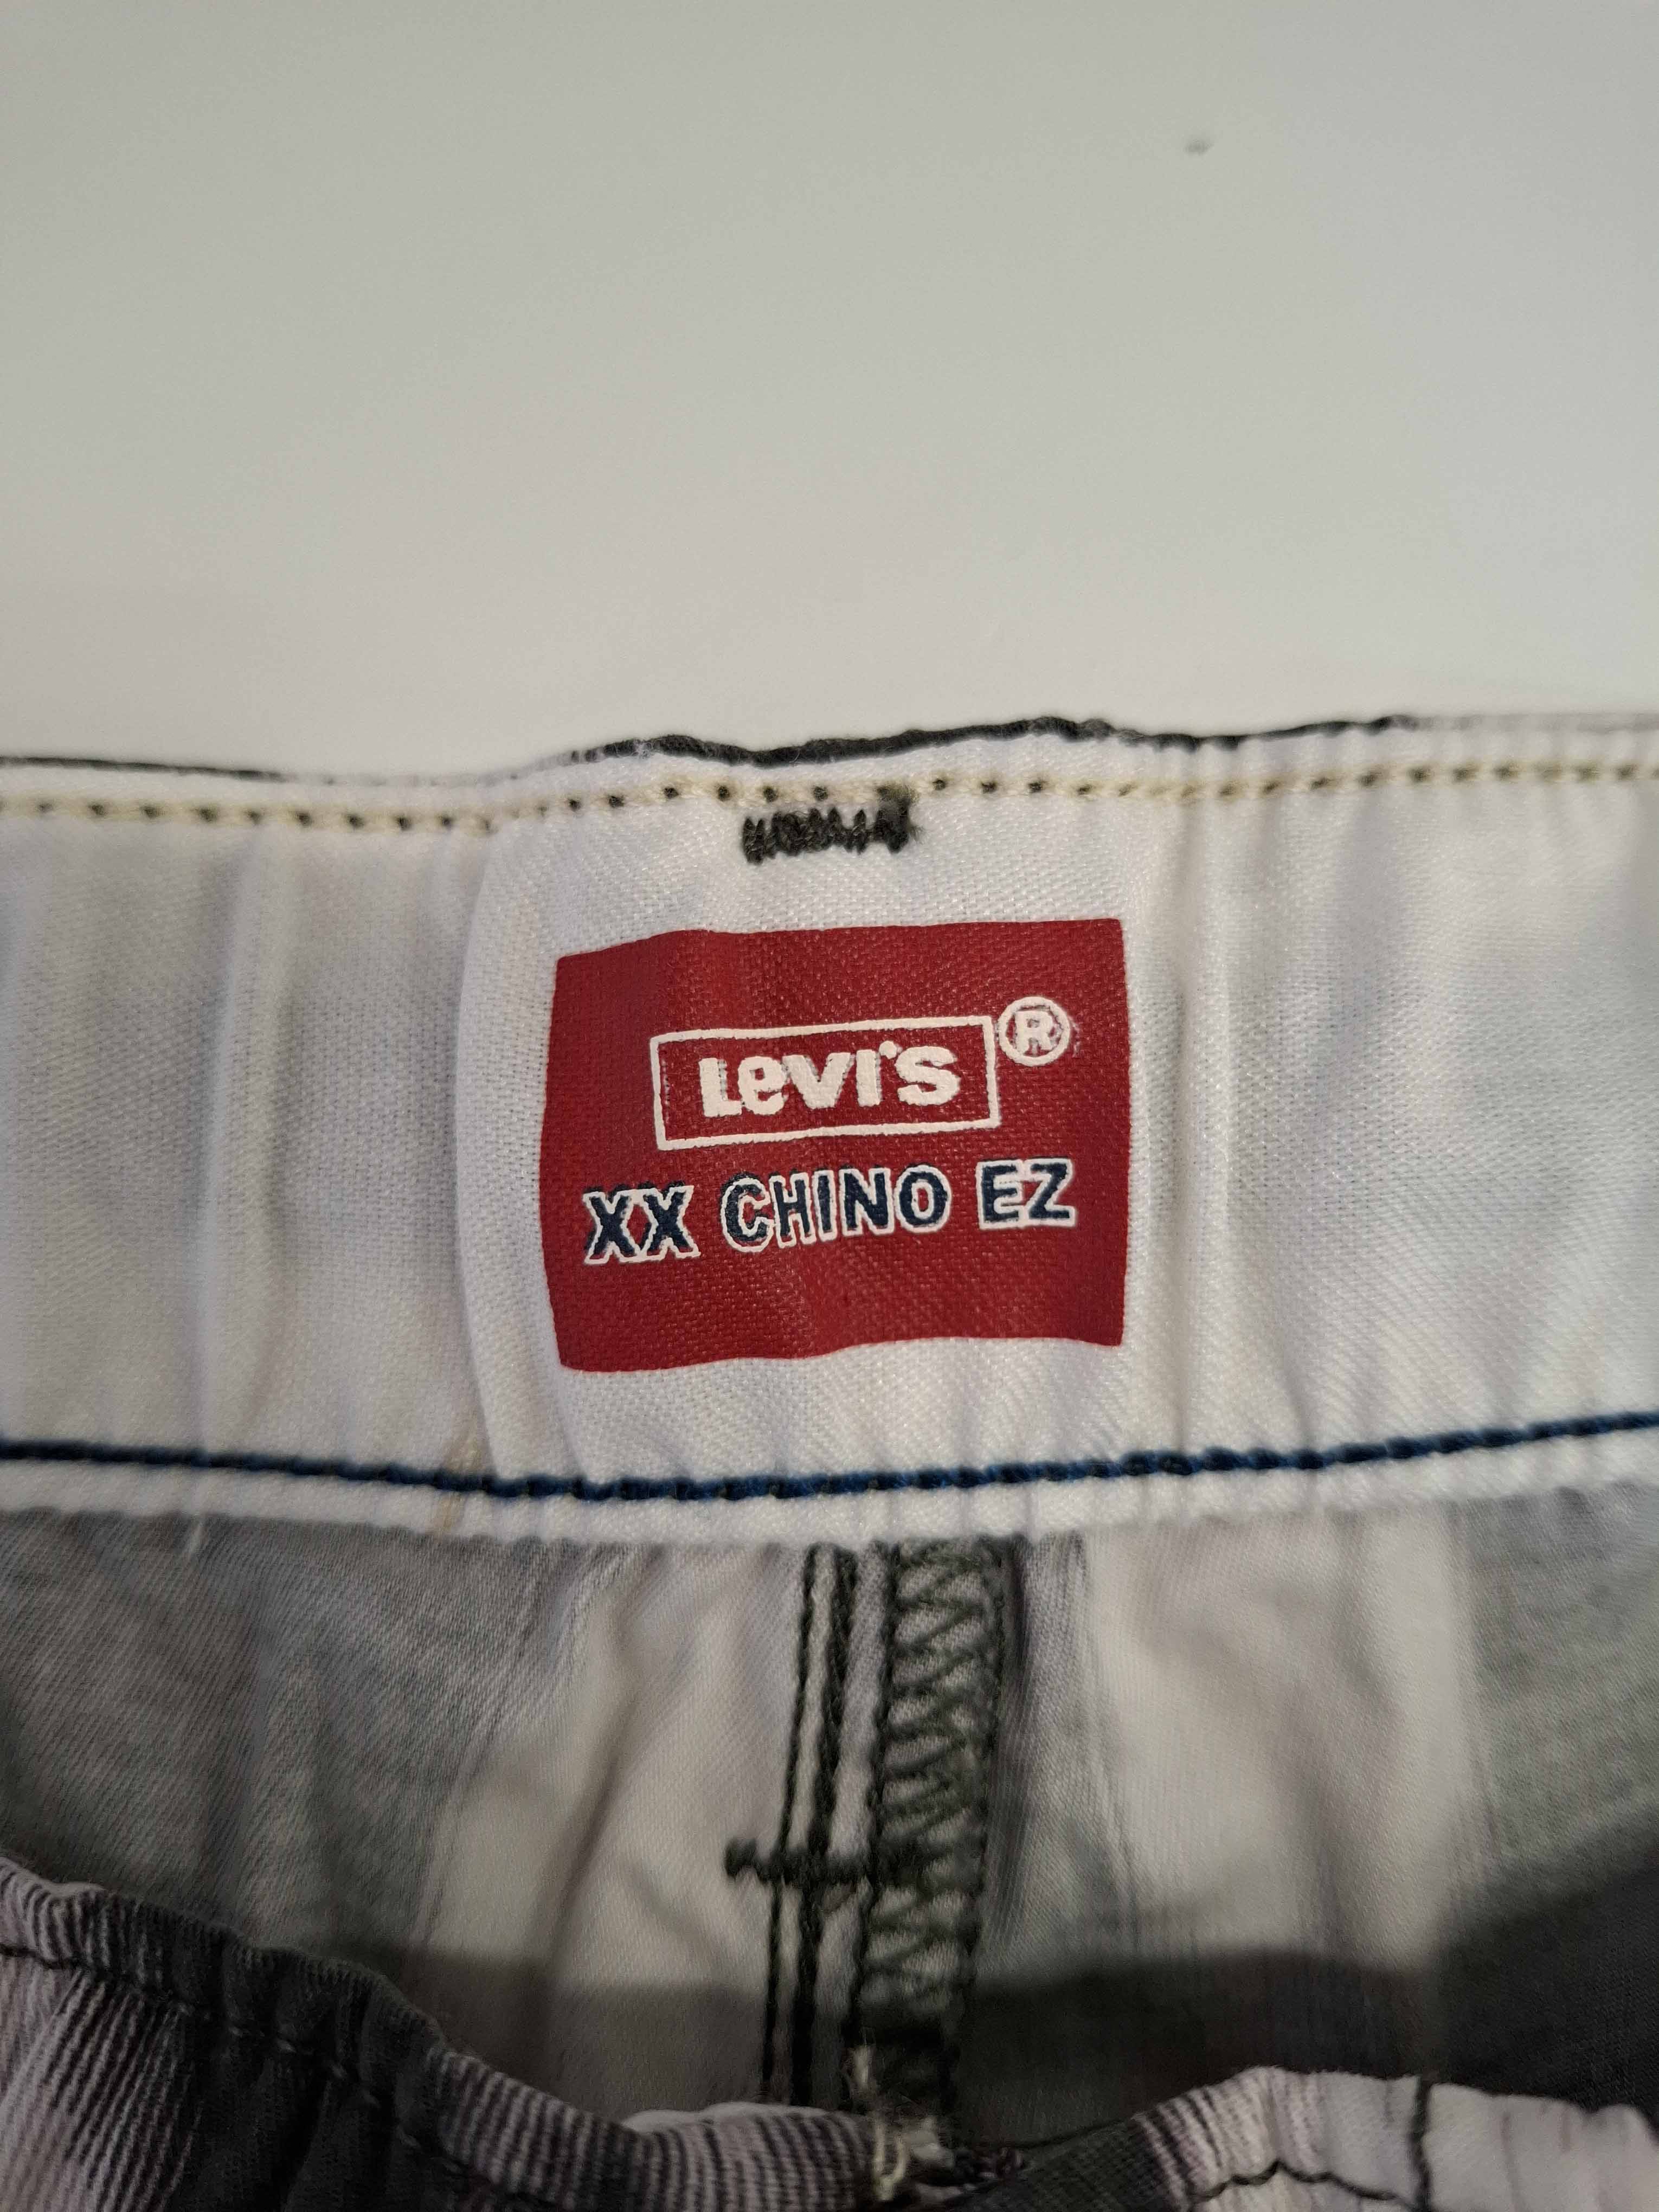 Levi's ®
XX CHINO EZ